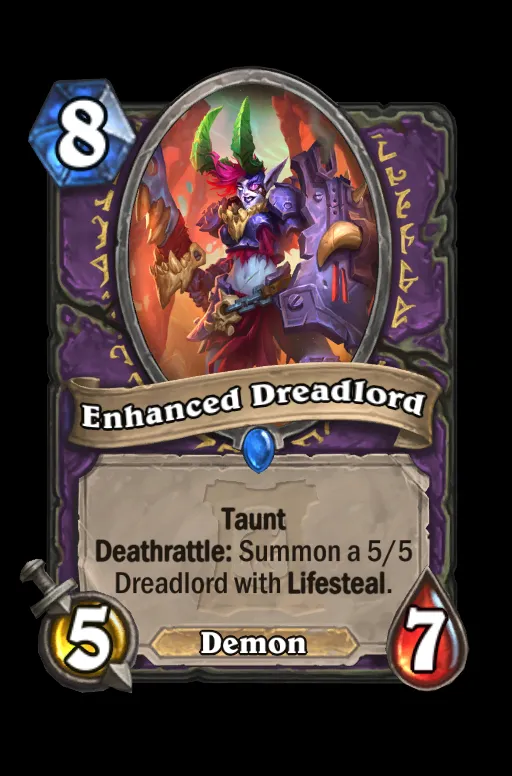 8
Enhanced Dreadlord
Taunt
Deathrattle: Summon a 5/5
Dreadlord with Lifesteal.
5
Demon
7